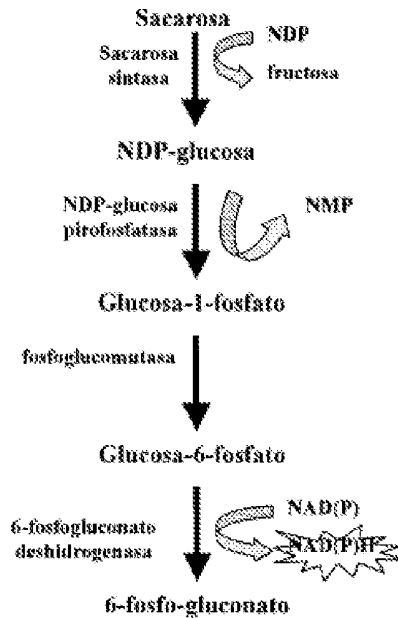 Sacarosa
Sacarosa
sintasa
NDP
fructosa
NDP-glucosa
NDP-glucosa
pirofosfatasa
NMP
Glucosa-1-fosfato
fosfoglucomutasa
Glucosa-6-fosfato
6-fosfogluconato
deshidrogenasa
NAD(P)
NAD(P)H
6-fosfo-gluconato